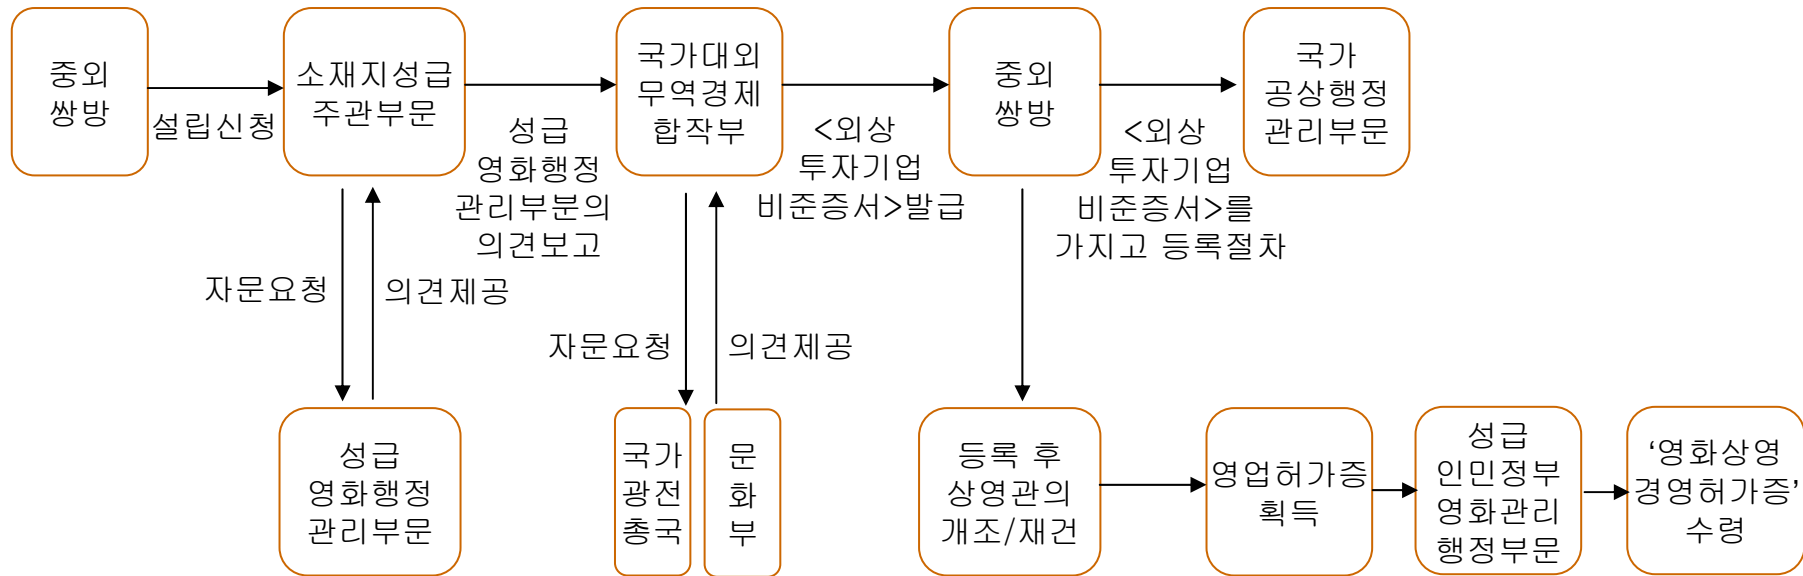 중외
쌍방
설립신청
소재지성급
주관부문
성급
영화행정
관리부분의
의견보고
국가대외
무역경제
합작부
<외상
투자기업
비준증서>발급
중외
쌍방
<외상
투자기업
비준증서>를
가지고 등록절차
국가
공상행정
관리부문
자문요청
의견제공
자문요청
의견제공
성급
영화행정
관리부문
국가
광전
총국
문
화
부
등록 후
상영관의
개조/재건
영업허가증
획득
성급
인민정부
영화관리
행정부문
‘영화상영
경영허가증’
수령